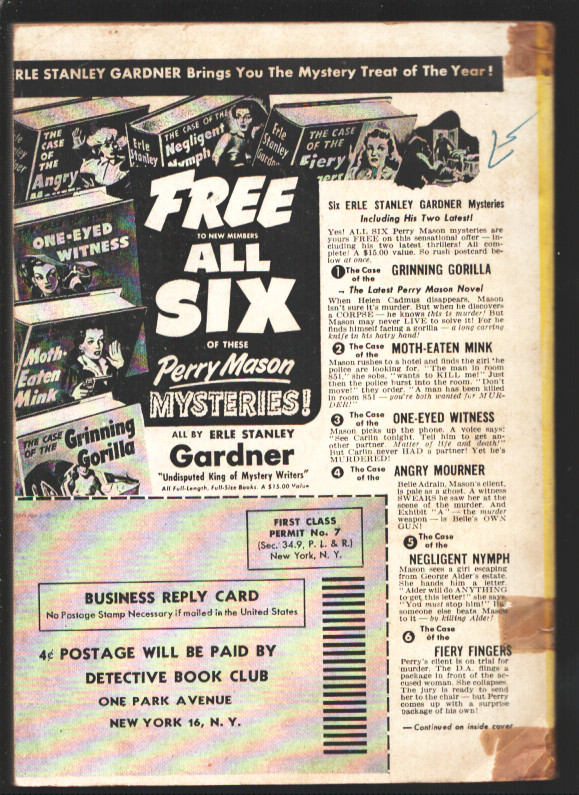 ERLE STANLEY GARDNER Brings You The Mystery Treat of The Year!
THE CASE OF THE Angry
Erle Stanley
THE CASE OF THE
Negligent
Nymph
Erle
Stanley
THE CASE
OF THE
Fiery
ONE-EYED
WITNESS
Moth-
Eaten
Mink
THE CASE
OF THE
Grinning
Gorilla
FREE
TO NEW MEMBERS
ALL
SIX
OF THESE
Perry Mason
MYSTERIES!
ALL BY ERLE STANLEY
Gardner
"Undisputed King of Mystery Writers"
All Full-Length, Full-Size Books. A $15.00 Value
Six ERLE STANLEY GARDNER Mysteries
Including His Two Latest!
Yes! ALL SIX Perry Mason mysteries are
yours FREE on this sensational offer — in-
cluding his two latest thrillers! All com-
plete! A $15.00 value. So rush postcard be-
low at once.
1 The Case of the GRINNING GORILLA
— The Latest Perry Mason Novel
When Helen Cadmus disappears, Mason
isn't sure it's murder. But when he discovers
a CORPSE — he knows this is murder! But
Mason may never LIVE to solve it! For he
finds himself facing a gorilla — a long carving
knife in his hairy hand!
2 The Case of the MOTH-EATEN MINK
Mason rushes to a hotel and finds the girl the
police are looking for. "The man in room
851," she sobs, "wants to KILL me!" Just
then the police burst into the room. "Don't
move!" they order. "A man has been killed
in room 851 — you're both wanted for MUR-
DER!"
3 The Case of the ONE-EYED WITNESS
Mason picks up the phone. A voice says:
"See Carlin tonight. Tell him to get an-
other partner. Matter of life and death!"
But Carlin never HAD a partner! Yet he's
MURDERED!
4 The Case of the ANGRY MOURNER
Belle Adrain, Mason's client,
is pale as a ghost. A witness
SWEARS he saw her at the
scene of the murder. And
Exhibit "A" — the murder
weapon — is Belle's OWN
GUN!
5 The Case of the
NEGLIGENT NYMPH
Mason sees a girl escaping
from George Alder's estate.
She hands him a letter.
"Alder will do ANYTHING
to get this letter!" she says.
"You must stop him!"
someone else beats Mason
to it — by killing Alder!
6 The Case of the
FIERY FINGERS
Perry's client is on trial for
murder. The D.A. flings a
package in front of the ac-
cused woman. She collapses.
The jury is ready to send
her to the chair — but Perry
comes up with a surprise
package of his own!
— Continued on inside cover
FIRST CLASS
PERMIT No. 7
(Sec. 34.9, P. L. & R.)
New York, N. Y.
BUSINESS REPLY CARD
No Postage Stamp Necessary if mailed in the United States
4¢ POSTAGE WILL BE PAID BY
DETECTIVE BOOK CLUB
ONE PARK AVENUE
NEW YORK 16, N. Y.